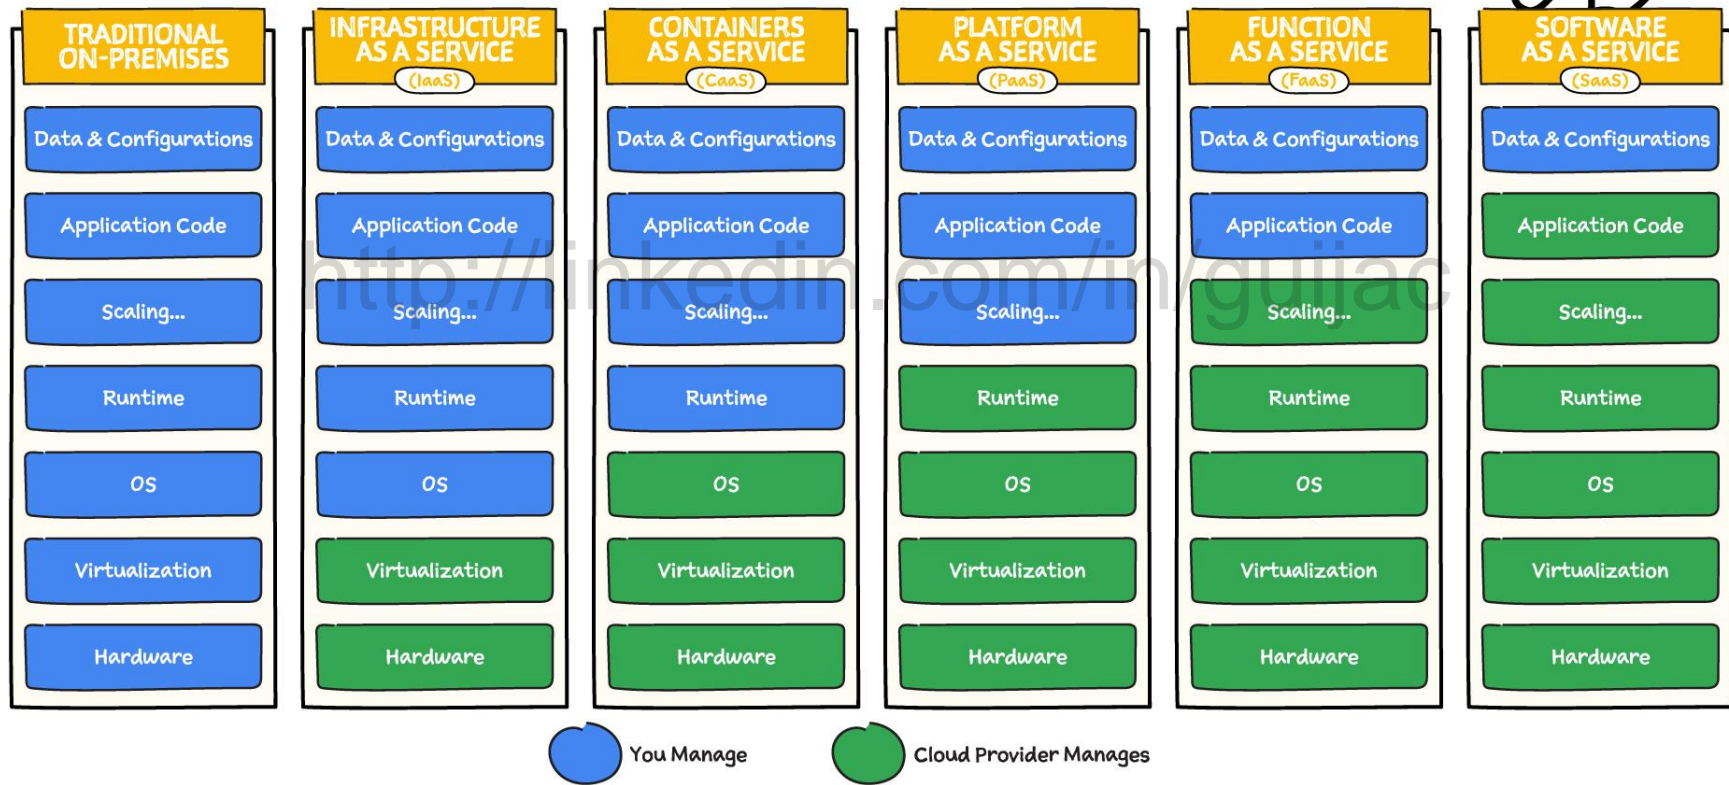 TRADITIONAL
ON-PREMISES
Data & Configurations
Application Code
Scaling...
Runtime
OS
Virtualization
Hardware
INFRASTRUCTURE
AS A SERVICE
(IaaS)
Data & Configurations
Application Code
Scaling...
Runtime
OS
Virtualization
Hardware
CONTAINERS
AS A SERVICE
(CaaS)
Data & Configurations
Application Code
Scaling...
Runtime
OS
Virtualization
Hardware
PLATFORM
AS A SERVICE
(PaaS)
Data & Configurations
Application Code
Scaling...
Runtime
OS
Virtualization
Hardware
FUNCTION
AS A SERVICE
(FaaS)
Data & Configurations
Application Code
Scaling...
Runtime
OS
Virtualization
Hardware
SOFTWARE
AS A SERVICE
(SaaS)
Data & Configurations
Application Code
Scaling...
Runtime
OS
Virtualization
Hardware
http://linkedin.com/in/guijac
You Manage
Cloud Provider Manages